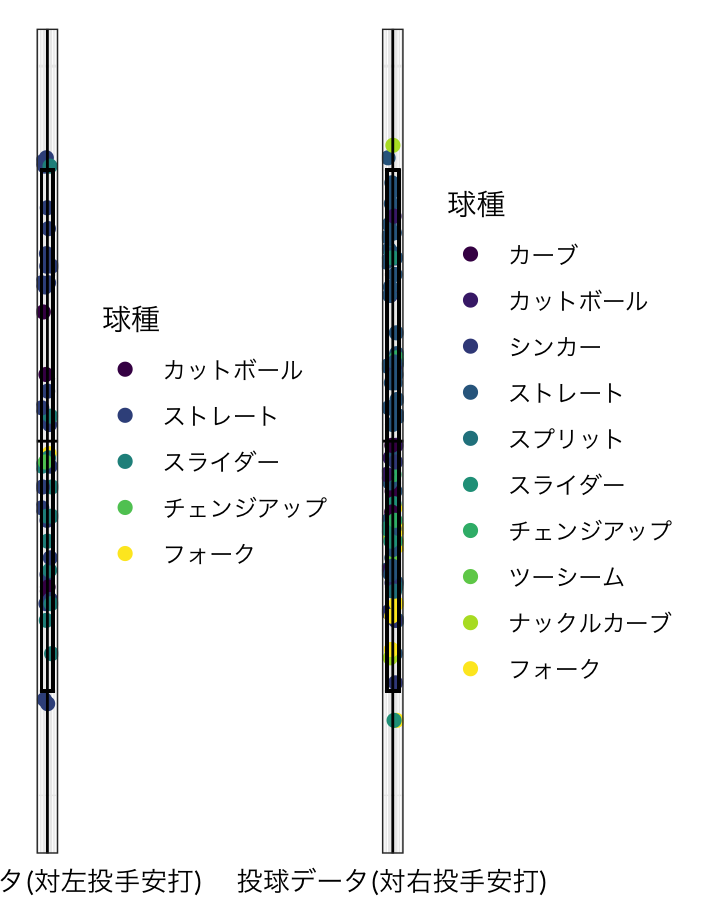 球種
カットボール
ストレート
スライダー
チェンジアップ
フォーク
球種
カーブ
カットボール
シンカー
ストレート
スプリット
スライダー
チェンジアップ
ツーシーム
ナックルカーブ
フォーク
タ(対左投手安打)
投球データ(対右投手安打)